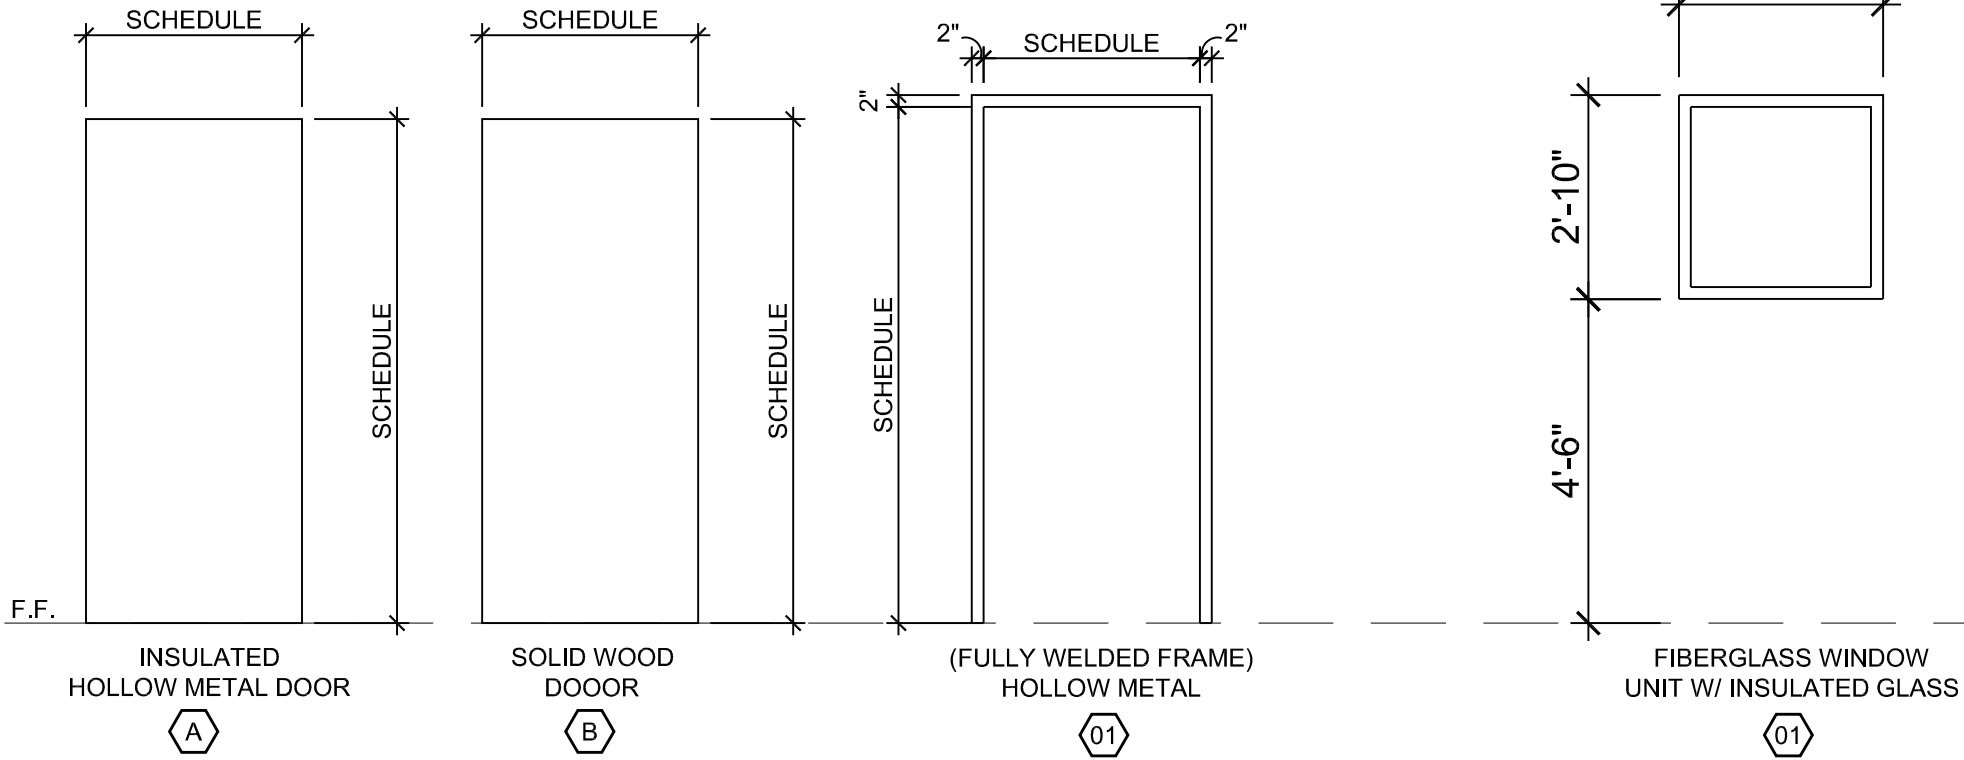 SCHEDULE
SCHEDULE
2"
SCHEDULE
2"
2"
SCHEDULE
SCHEDULE
SCHEDULE
2'-10"
4'-6"
F.F.
INSULATED
HOLLOW METAL DOOR
A
SOLID WOOD
DOOOR
B
(FULLY WELDED FRAME)
HOLLOW METAL
01
FIBERGLASS WINDOW
UNIT W/ INSULATED GLASS
01